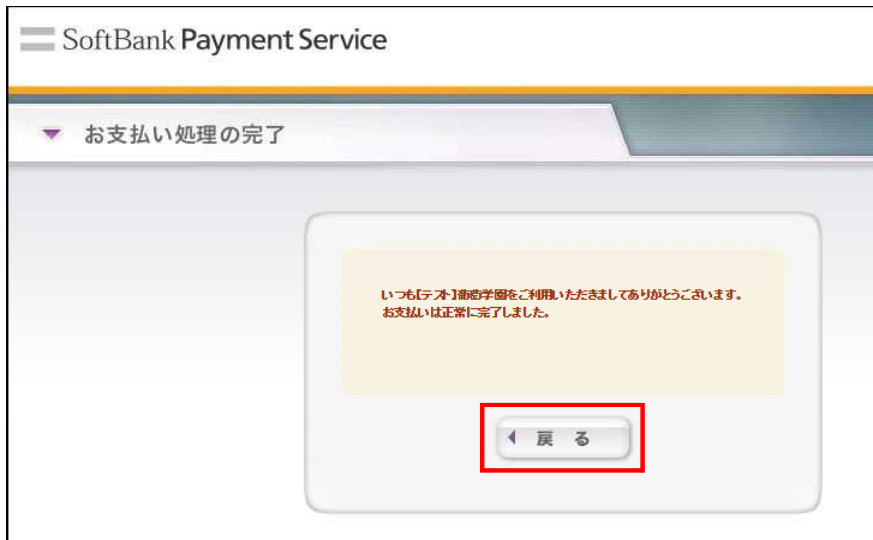 SoftBank Payment Service
お支払い処理の完了
いつも【テスト】学園をご利用いただきましてありがとうございます。
お支払いは正常に完了しました。
戻る